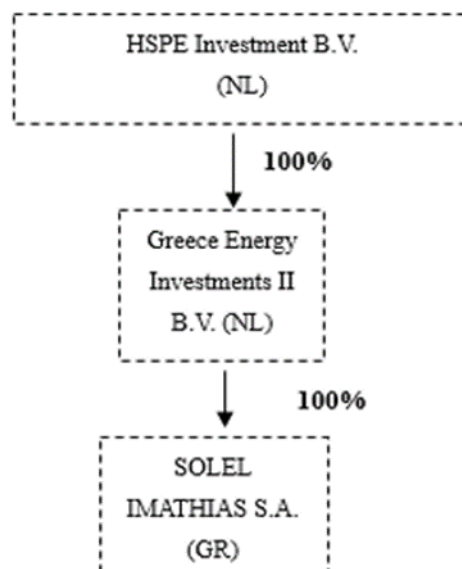 HSPE Investment B.V.
(NL)
100%
Greece Energy
Investments II
B.V. (NL)
100%
SOLEL
IMATHIAS S.A.
(GR)